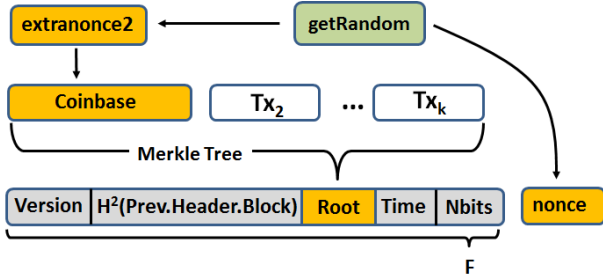 extranonce2 getRandom
Coinbase Tx₂ ... Txₖ
Merkle Tree
Version H²(Prev.Header.Block) Root Time Nbits nonce
F